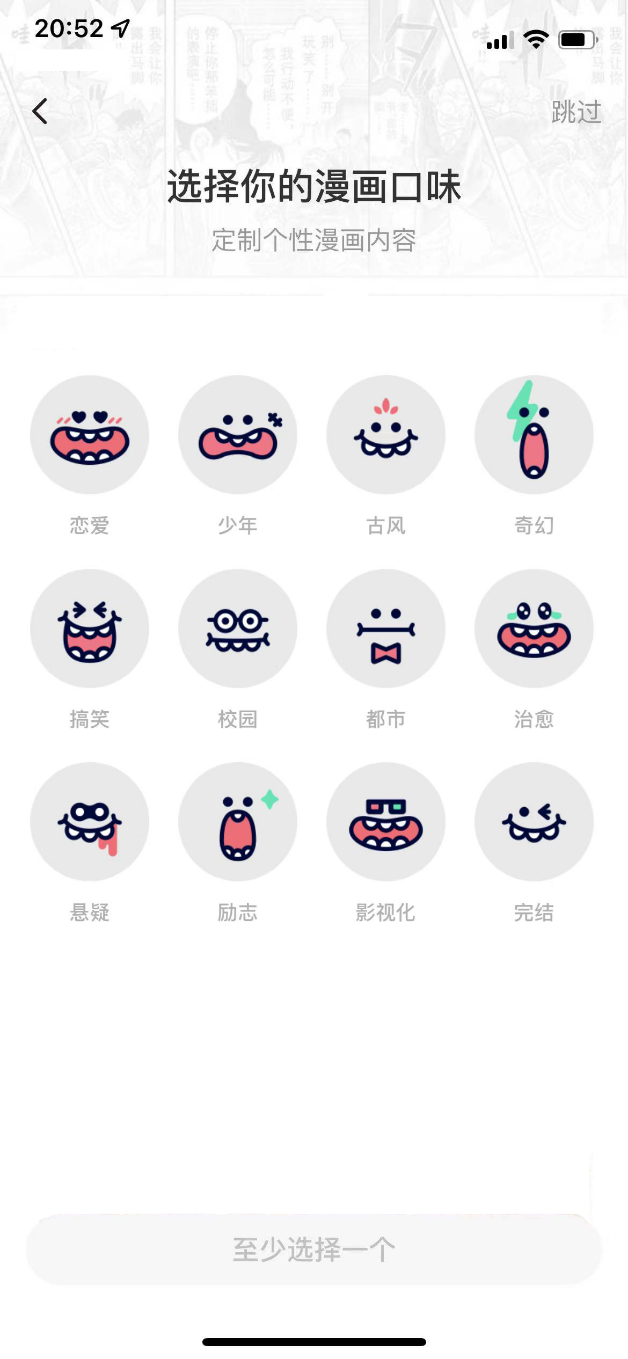 20:52
跳过
选择你的漫画口味
定制个性漫画内容
恋爱
少年
古风
奇幻
搞笑
校园
都市
治愈
悬疑
励志
影视化
完结
至少选择一个